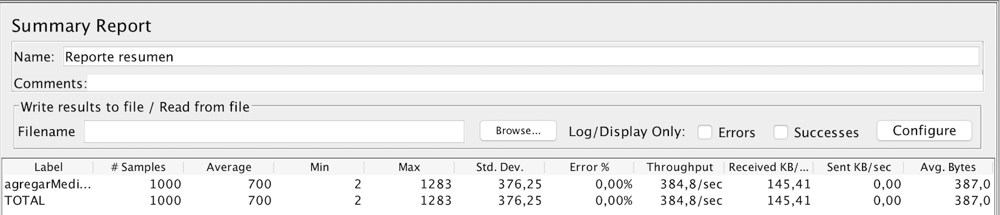 Summary Report
Name: Reporte resumen
Comments:
Write results to file / Read from file
Filename Browse... Log/Display Only: Errors Successes Configure
Label # Samples Average Min Max Std. Dev. Error % Throughput Received KB/... Sent KB/sec Avg. Bytes
agregarMedi... 1000 700 2 1283 376,25 0,00% 384,8/sec 145,41 0,00 387,0
TOTAL 1000 700 2 1283 376,25 0,00% 384,8/sec 145,41 0,00 387,0